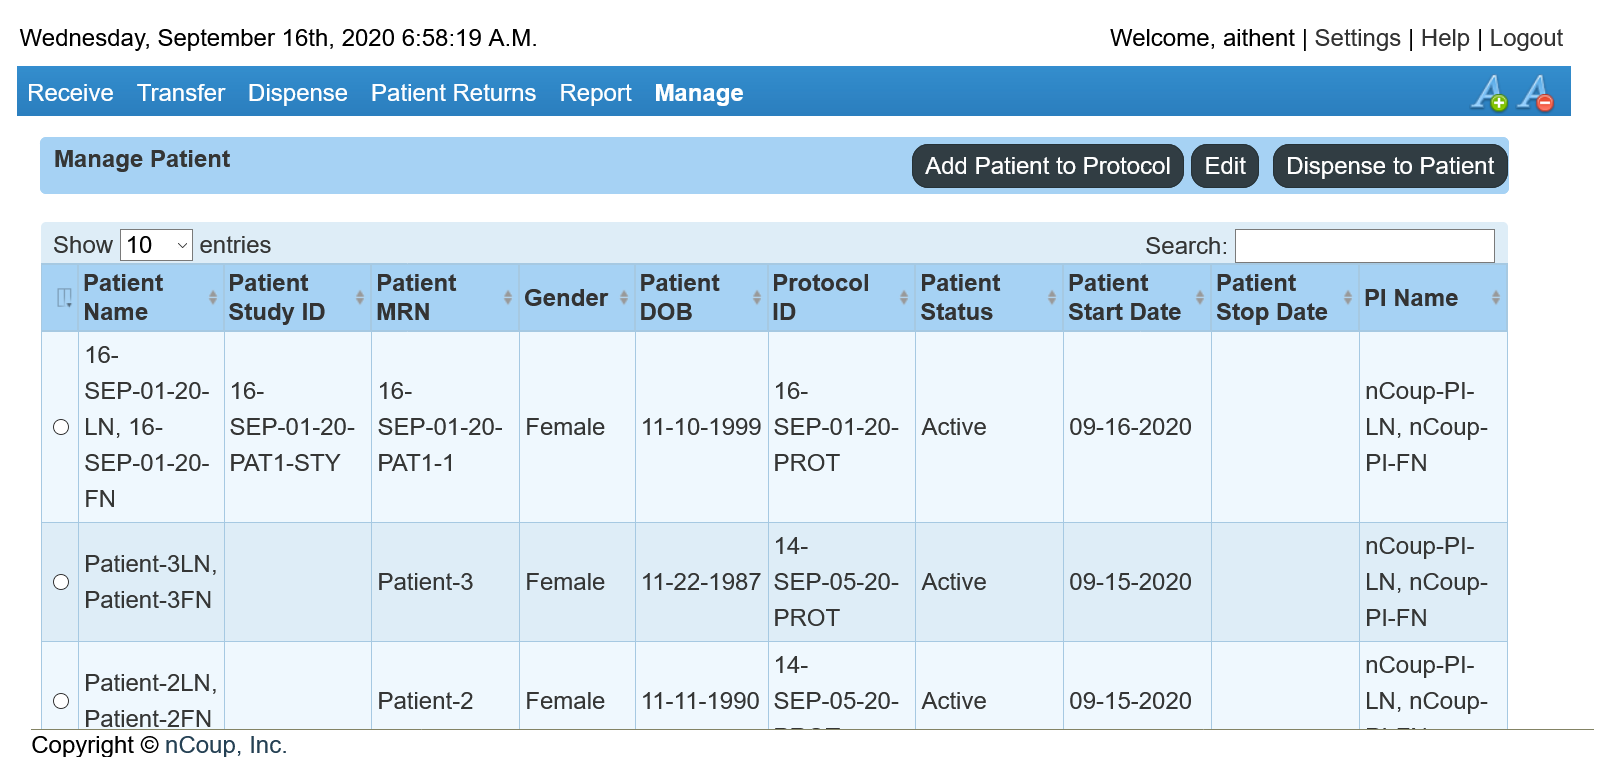 Wednesday, September 16th, 2020 6:58:19 A.M.
Welcome, aithent | Settings | Help | Logout
Receive Transfer Dispense Patient Returns Report Manage
Manage Patient
Add Patient to Protocol Edit Dispense to Patient
Show 10 entries
Search:
Patient Name
Patient Study ID
Patient MRN
Gender
Patient DOB
Protocol ID
Patient Status
Patient Start Date
Patient Stop Date
PI Name
16-
SEP-01-20-
LN, 16-
SEP-01-20-
FN
16-
SEP-01-20-
PAT1-STY
16-
SEP-01-20-
PAT1-1
Female
11-10-1999
16-
SEP-01-20-
PROT
Active
09-16-2020
nCoup-PI-
LN, nCoup-
PI-FN
Patient-3LN,
Patient-3FN
Patient-3
Female
11-22-1987
14-
SEP-05-20-
PROT
Active
09-15-2020
nCoup-PI-
LN, nCoup-
PI-FN
Patient-2LN,
Patient-2FN
Patient-2
Female
11-11-1990
14-
SEP-05-20-
Active
09-15-2020
nCoup-PI-
LN, nCoup-
Copyright © nCoup, Inc.